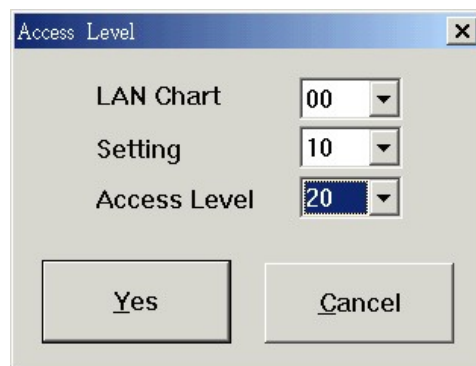 Access Level
LAN Chart 00
Setting 10
Access Level 20
Yes Cancel